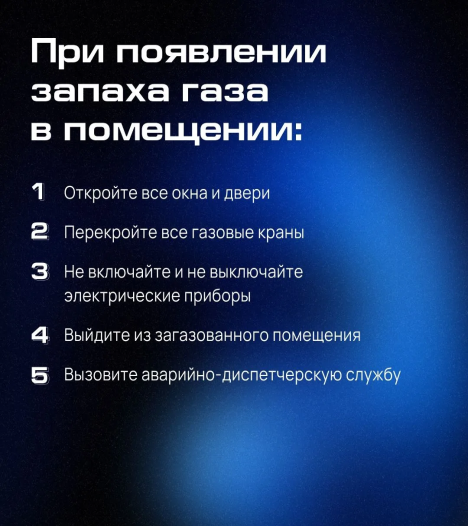 При появлении
запаха газа
в помещении:
1 Откройте все окна и двери
2 Перекройте все газовые краны
3 Не включайте и не выключайте
электрические приборы
4 Выйдите из загазованного помещения
5 Вызовите аварийно-диспетчерскую службу